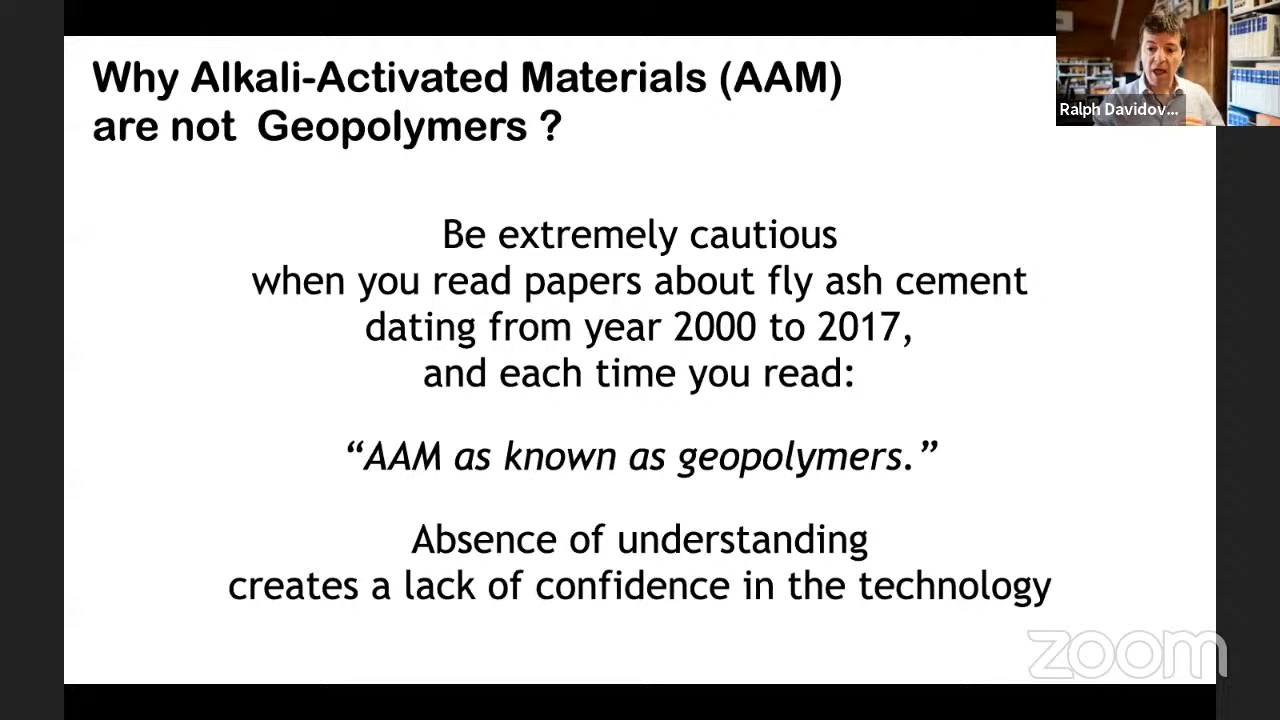 Why Alkali-Activated Materials (AAM)
are not Geopolymers ?
Ralph Davidov...
Be extremely cautious
when you read papers about fly ash cement
dating from year 2000 to 2017,
and each time you read:
“AAM as known as geopolymers.”
Absence of understanding
creates a lack of confidence in the technology
zoom